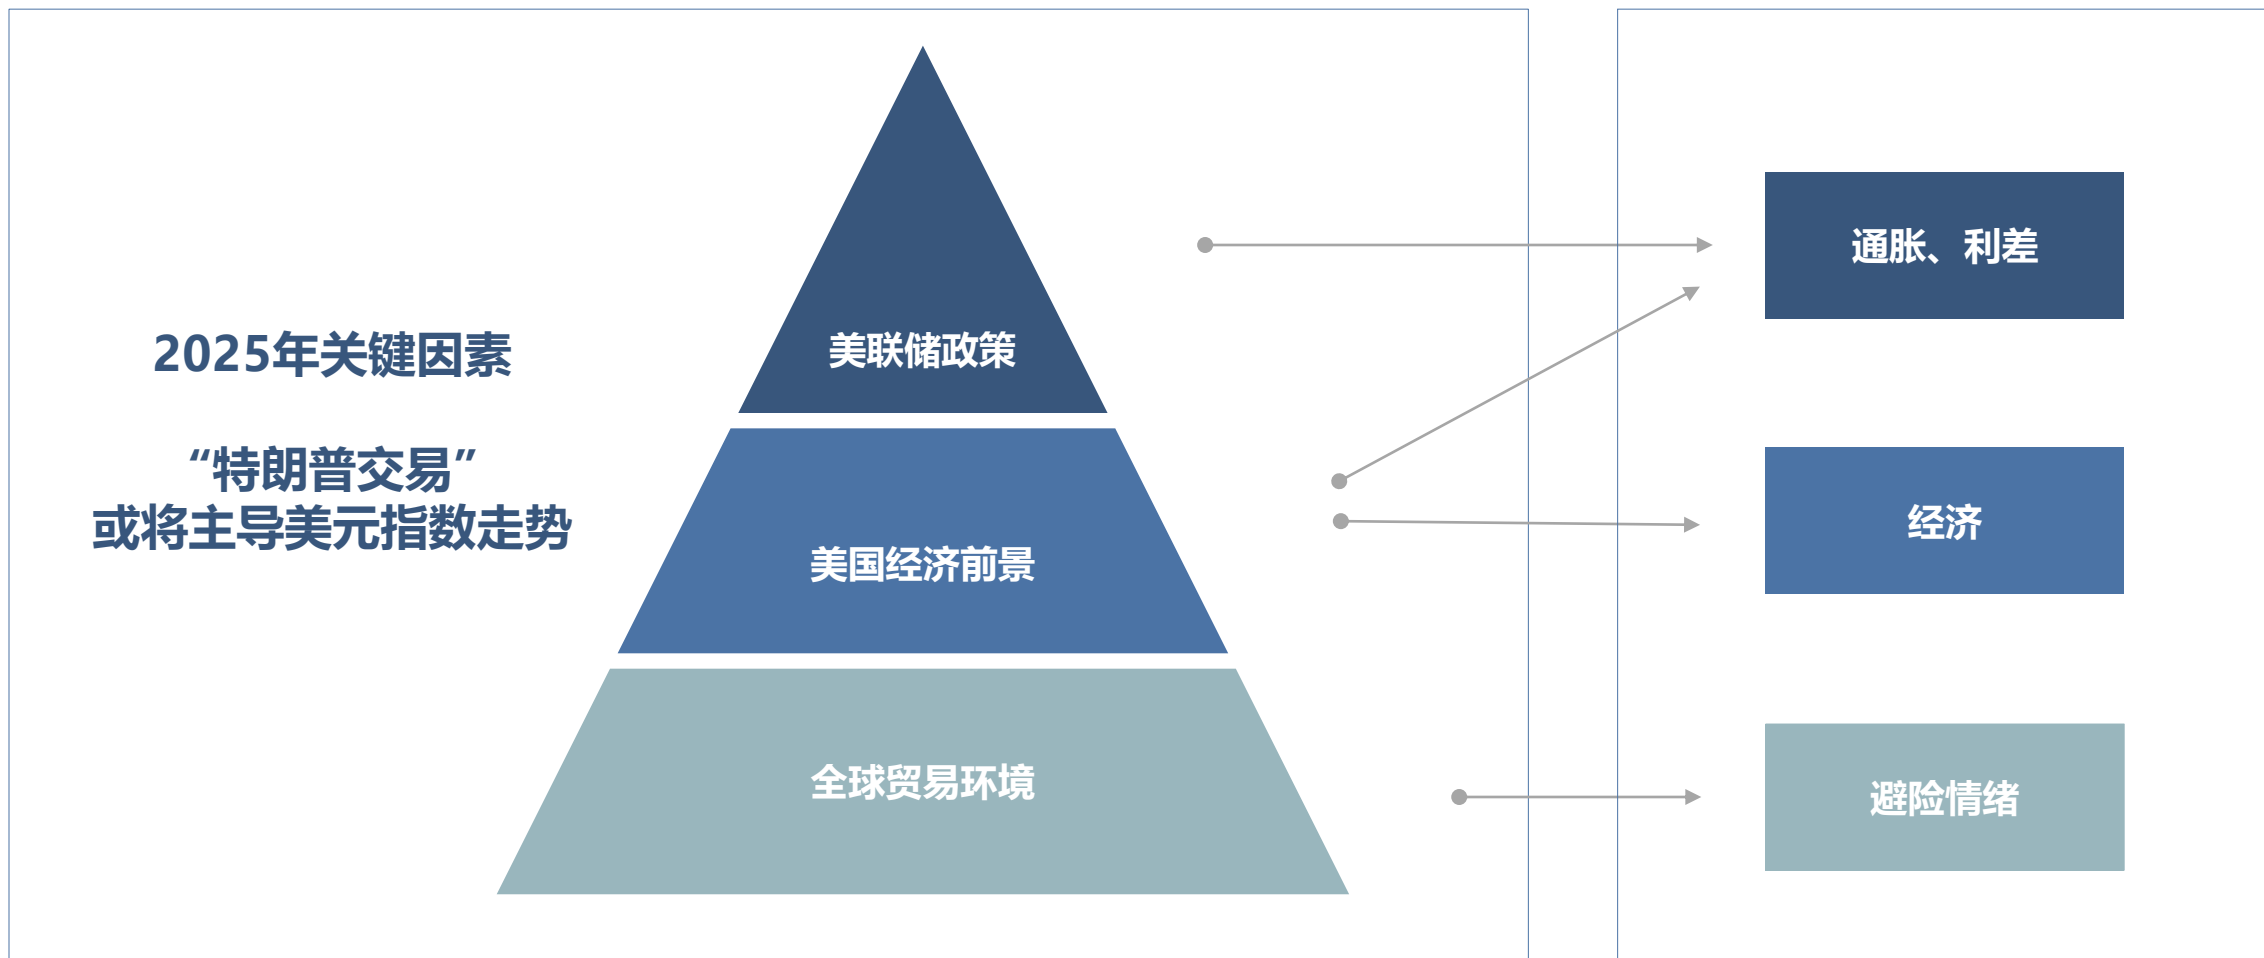 2025年关键因素
“特朗普交易”
或将主导美元指数走势
美联储政策
美国经济前景
全球贸易环境
通胀、利差
经济
避险情绪